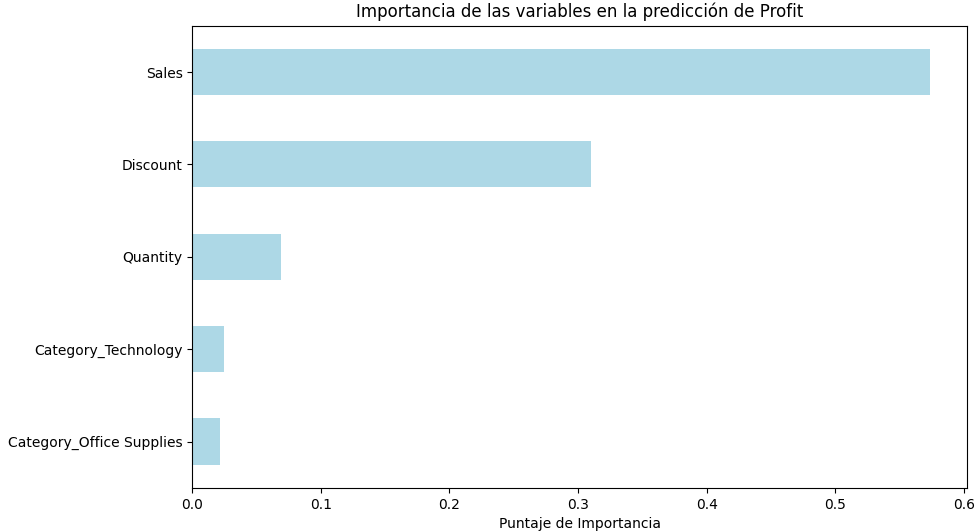 Importancia de las variables en la predicción de Profit
Sales
Discount
Quantity
Category_Technology
Category_Office Supplies
0.0 0.1 0.2 0.3 0.4 0.5 0.6
Puntaje de Importancia